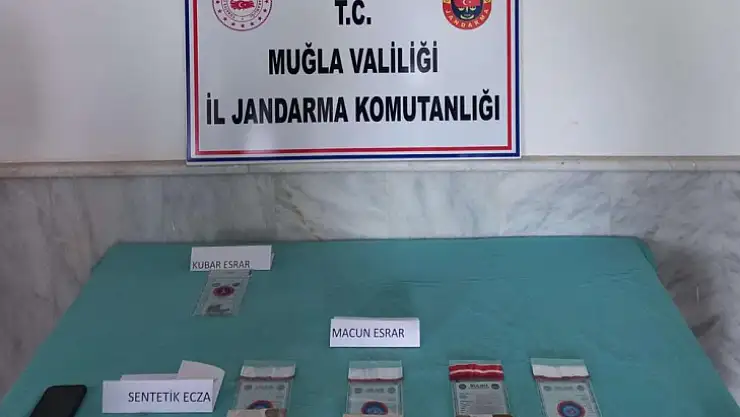 T.C.
MUĞLA VALİLİĞİ
İL JANDARMA KOMUTANLIĞI
KUBAR ESRAR
MACUN ESRAR
SENTETİK ECZA